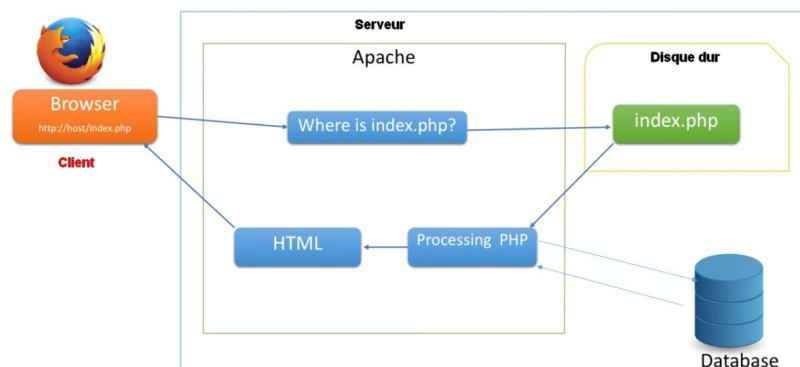 Serveur
Apache
Disque dur
Browser
http://host/index.php
Client
Where is index.php?
index.php
HTML
Processing PHP
Database